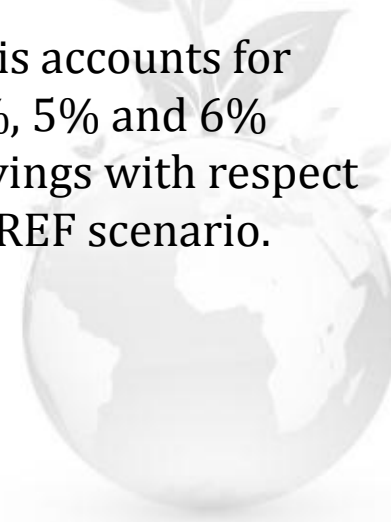 is accounts for
%, 5% and 6%
vings with respect
REF scenario.